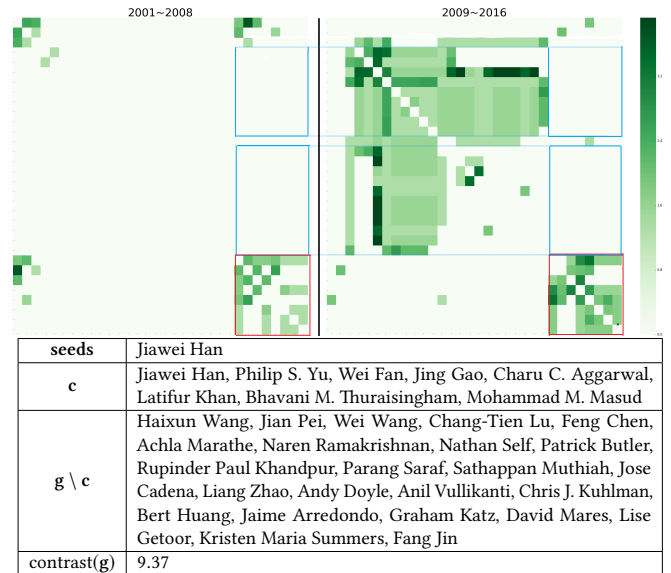 2001~2008 2009~2016
seeds Jiawei Han
c Jiawei Han, Philip S. Yu, Wei Fan, Jing Gao, Charu C. Aggarwal,
Latifur Khan, Bhavani M. Thuraisingham, Mohammad M. Masud
g \ c Haixun Wang, Jian Pei, Wei Wang, Chang-Tien Lu, Feng Chen,
Achla Marathe, Naren Ramakrishnan, Nathan Self, Patrick Butler,
Rupinder Paul Khandpur, Parang Saraf, Sathappan Muthiah, Jose
Cadena, Liang Zhao, Andy Doyle, Anil Vullikanti, Chris J. Kuhlman,
Bert Huang, Jaime Arredondo, Graham Katz, David Mares, Lise
Getoor, Kristen Maria Summers, Fang Jin
contrast(g) 9.37